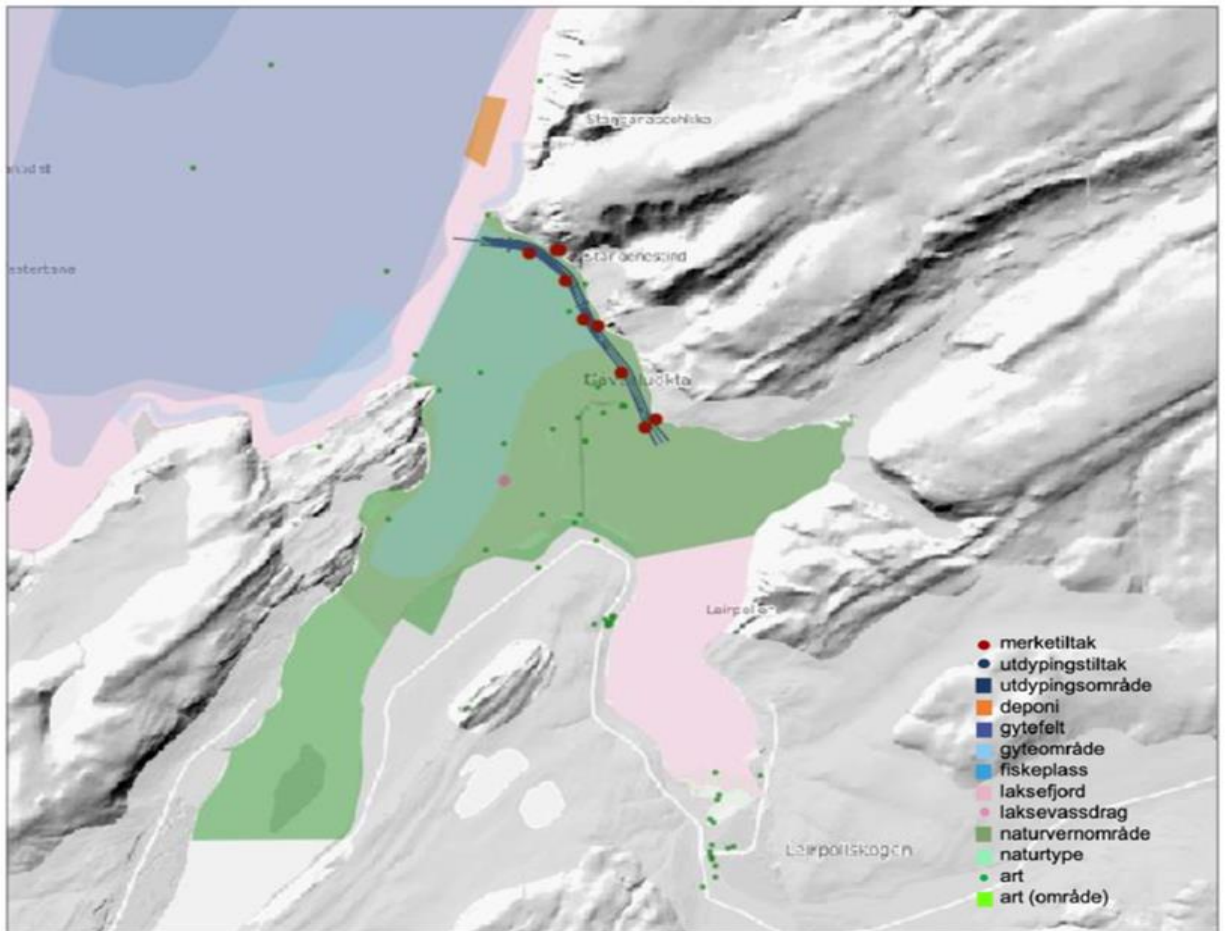 merketiltak
utdypingstiltak
utdypingsområde
deponi
gytefelt
gyteområde
fiskeplass
laksefjord
laksevassdrag
naturvernområde
naturtype
art
art (område)
Leirpollskogen